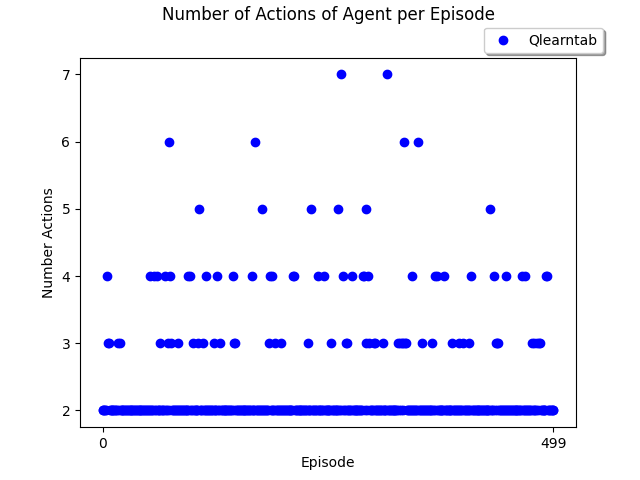 Number of Actions of Agent per Episode
Qlearntab
7
6
5
4
3
2
Number Actions
0
499
Episode